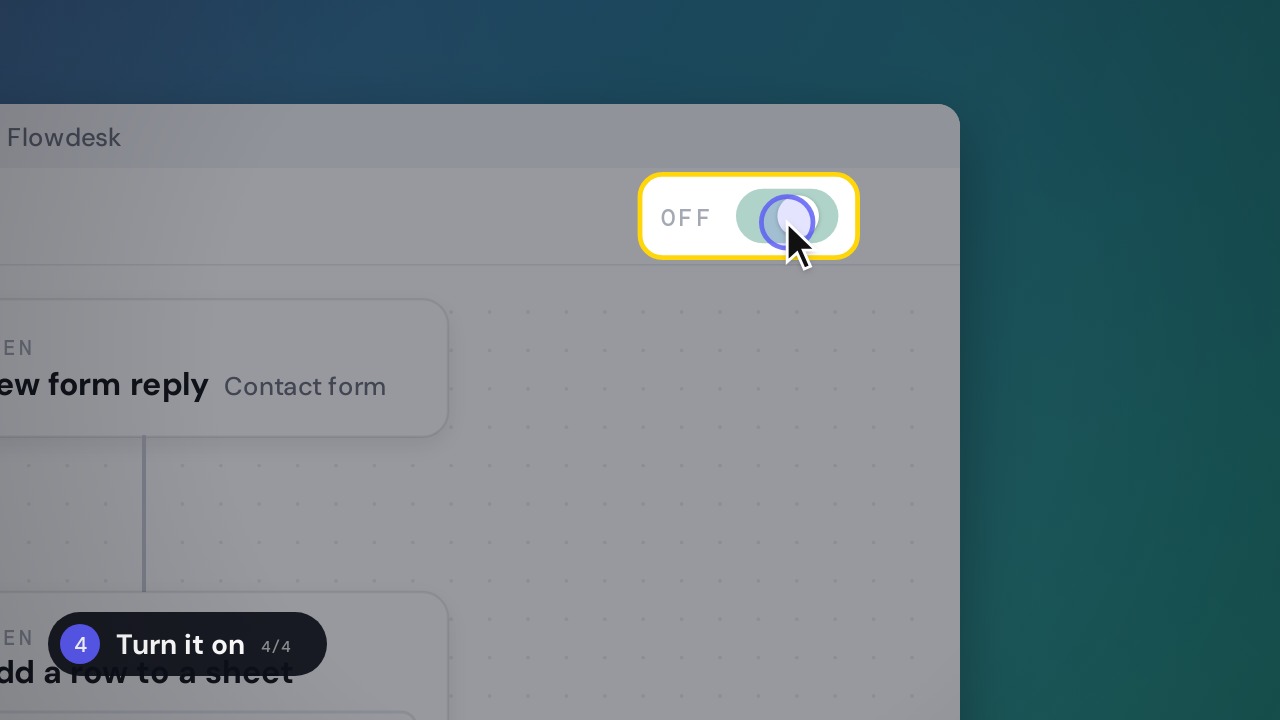 Flowdesk
OFF
EN
ew form reply Contact form
EN
4 Turn it on 4/4
dd a row to a sheet